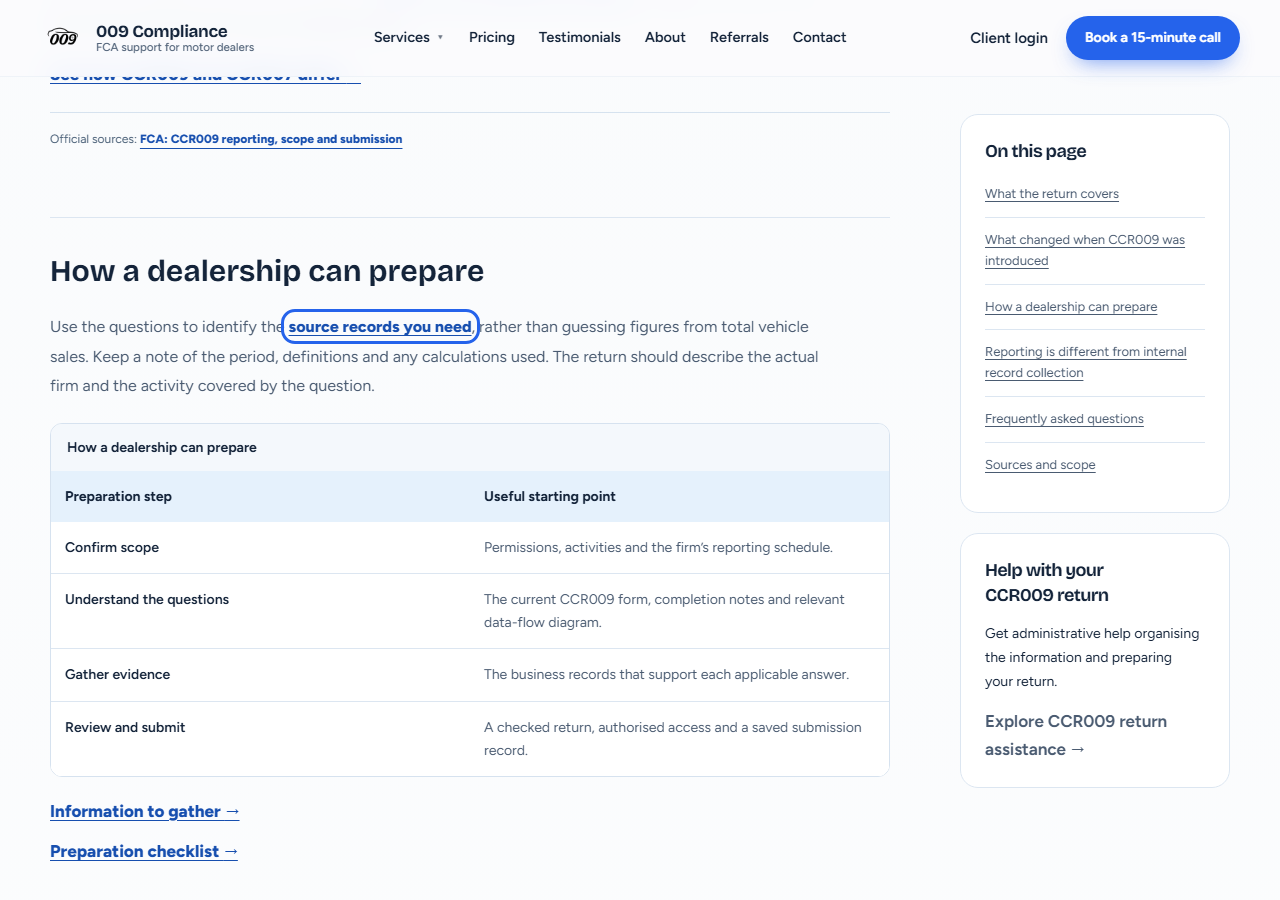 009
009 Compliance
FCA support for motor dealers
Services
Pricing
Testimonials
About
Referrals
Contact
Client login
Book a 15-minute call
See how CCR009 and CCR007 differ
Official sources: FCA: CCR009 reporting, scope and submission
How a dealership can prepare
Use the questions to identify the source records you need, rather than guessing figures from total vehicle
sales. Keep a note of the period, definitions and any calculations used. The return should describe the actual
firm and the activity covered by the question.
How a dealership can prepare
Preparation step
Useful starting point
Confirm scope
Permissions, activities and the firm's reporting schedule.
Understand the questions
The current CCR009 form, completion notes and relevant
data-flow diagram.
Gather evidence
The business records that support each applicable answer.
Review and submit
A checked return, authorised access and a saved submission
record.
Information to gather →
Preparation checklist →
On this page
What the return covers
What changed when CCR009 was
introduced
How a dealership can prepare
Reporting is different from internal
record collection
Frequently asked questions
Sources and scope
Help with your
CCR009 return
Get administrative help organising
the information and preparing
your return.
Explore CCR009 return
assistance →